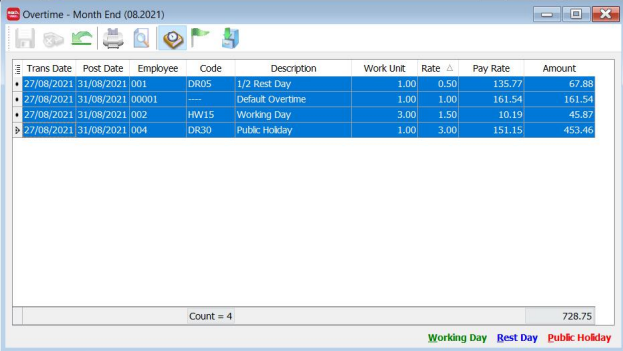 Overtime - Month End (08.2021)
Trans Date Post Date Employee Code Description Work Unit Rate Pay Rate Amount
27/08/2021 31/08/2021 001 DR05 1/2 Rest Day 1.00 0.50 135.77 67.88
27/08/2021 31/08/2021 00001 ---- Default Overtime 1.00 1.00 161.54 161.54
27/08/2021 31/08/2021 002 HW15 Working Day 3.00 1.50 10.19 45.87
27/08/2021 31/08/2021 004 DR30 Public Holiday 1.00 3.00 151.15 453.46
Count = 4 728.75
Working Day Rest Day Public Holiday